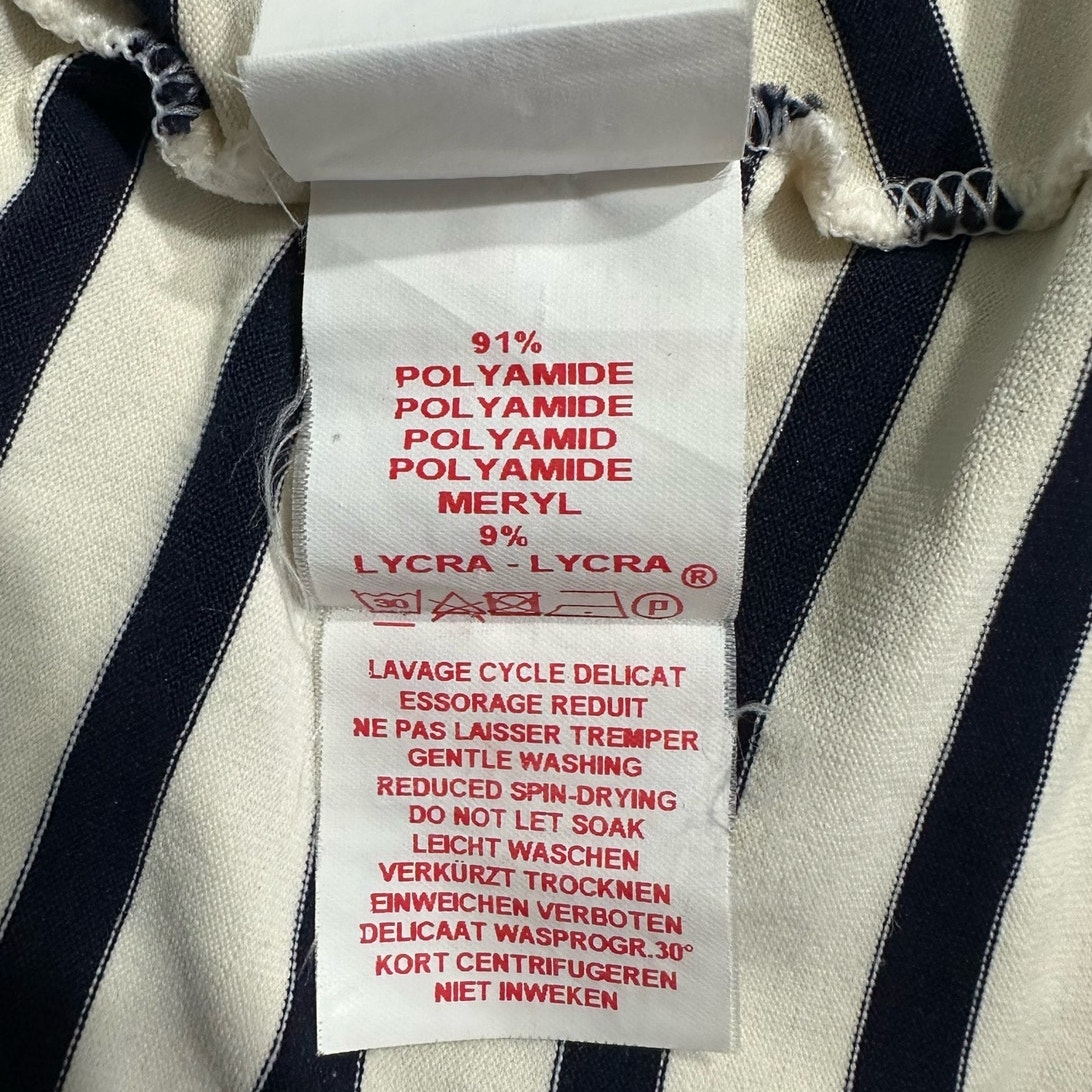 91%
POLYAMIDE
POLYAMIDE
POLYAMID
POLYAMIDE
MERYL
9%
LYCRA - LYCRA ®
30 P
LAVAGE CYCLE DELICAT
ESSORAGE REDUIT
NE PAS LAISSER TREMPER
GENTLE WASHING
REDUCED SPIN-DRYING
DO NOT LET SOAK
LEICHT WASCHEN
VERKÜRZT TROCKNEN
EINWEICHEN VERBOTEN
DELICAAT WASPROGR.30°
KORT CENTRIFUGEREN
NIET INWEKEN